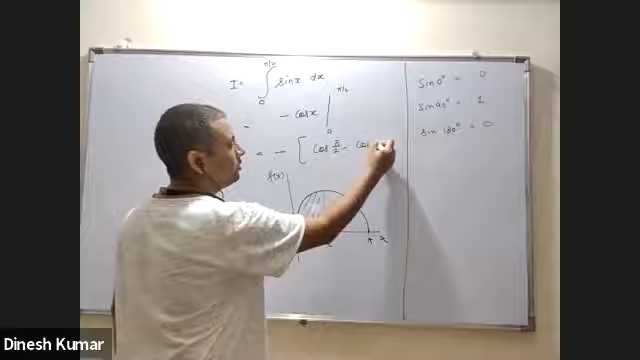 I = ∫₀^π/2 sinx dx
= - cosx |₀^π/2
= - [ cos π/2 - cos
f(x)
π x
sin 0° = 0
sin 90° = 1
sin 180° = 0
Dinesh Kumar